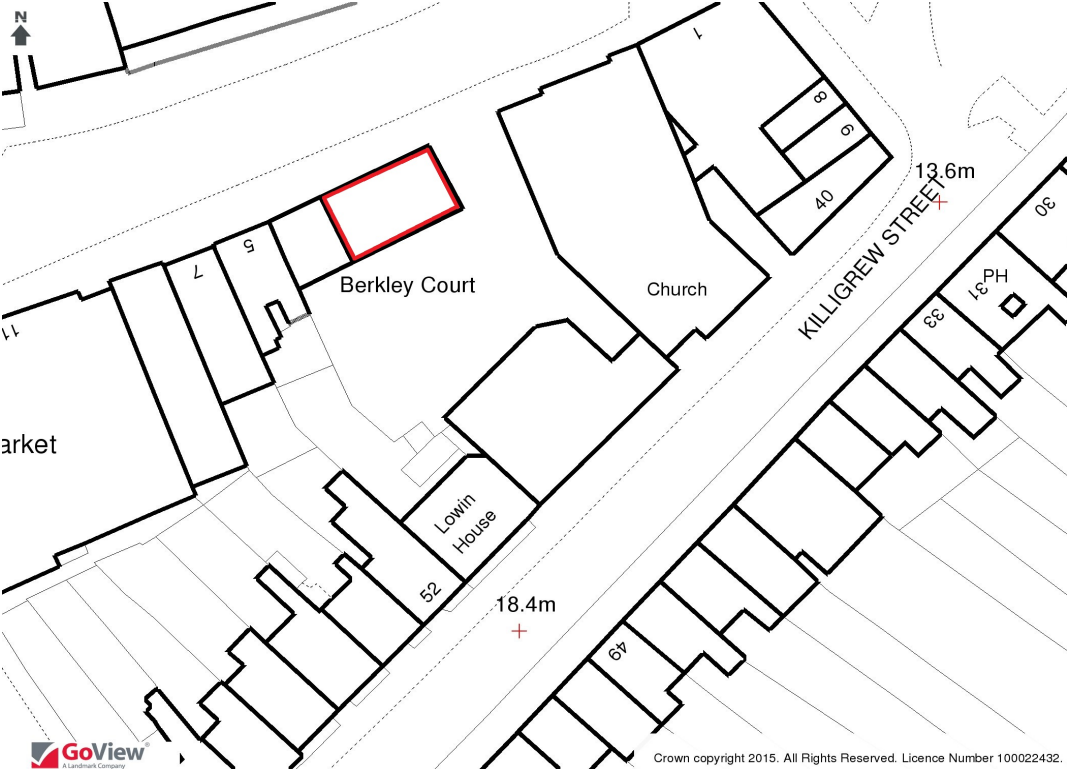 N
1
8
6
13.6m
40
30
KILLIGREW STREET
5
7
Berkley Court
Church
PH
31
33
11
arket
Lowin
House
52
18.4m
49
GoView®
A Landmark Company
Crown copyright 2015. All Rights Reserved. Licence Number 100022432.